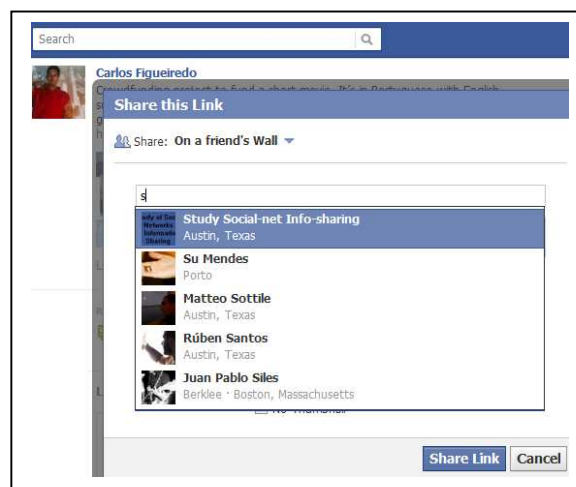 Search
Carlos Figueiredo
Crowdfunding project to fund a short movie. It's in Portuguese with English
Share this Link
Share: On a friend's Wall
s
Study Social-net Info-sharing
Austin, Texas
Su Mendes
Porto
Matteo Sottile
Austin, Texas
Rúben Santos
Austin, Texas
Juan Pablo Siles
Berklee · Boston, Massachusetts
No Thumbnail
Share Link
Cancel